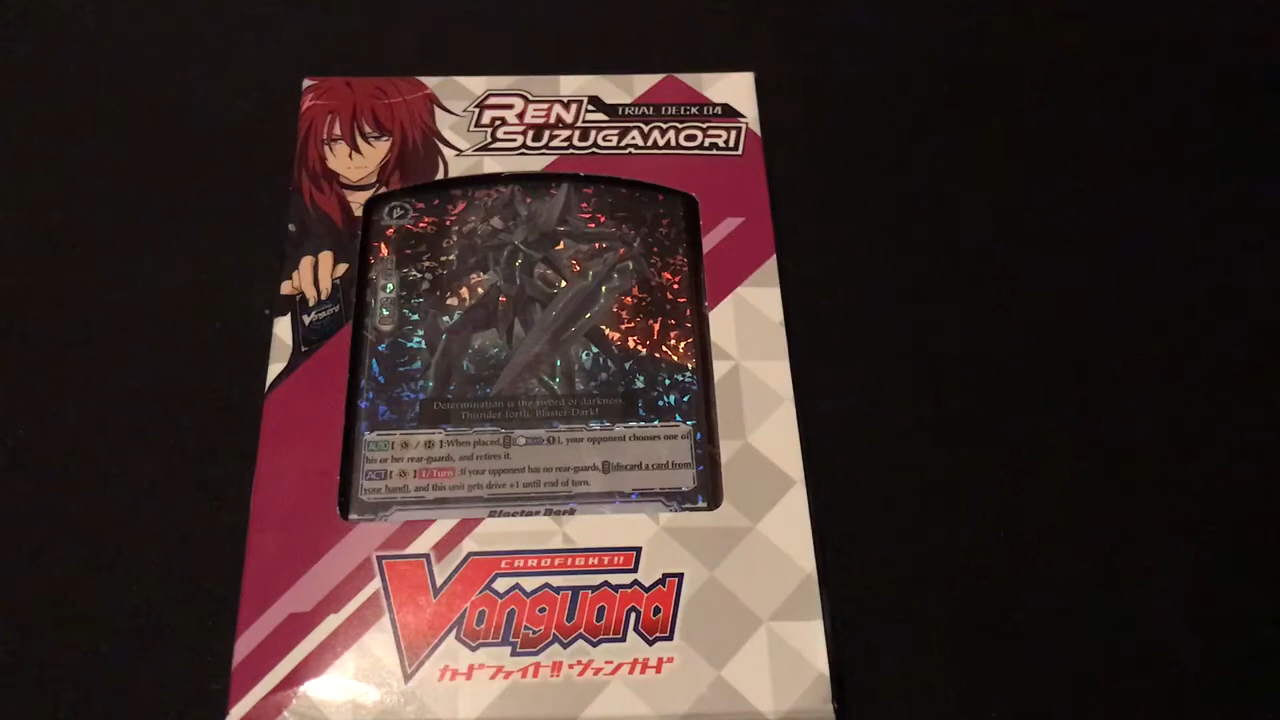 REN
TRIAL DECK 04
SUZUGAMORI
Vanguard
Determination is the sword of darkness.
Thunder forth, Blaster Dark!
AUTO [ / ]:When placed, [ ], your opponent chooses one of
his or her rear-guards, and retires it.
ACT [ ] 1/Turn :If your opponent has no rear-guards, [discard a card from
your hand], and this unit gets drive +1 until end of turn.
Blaster Dark
CARDFIGHT!!
Vanguard
カードファイト!! ヴァンガード